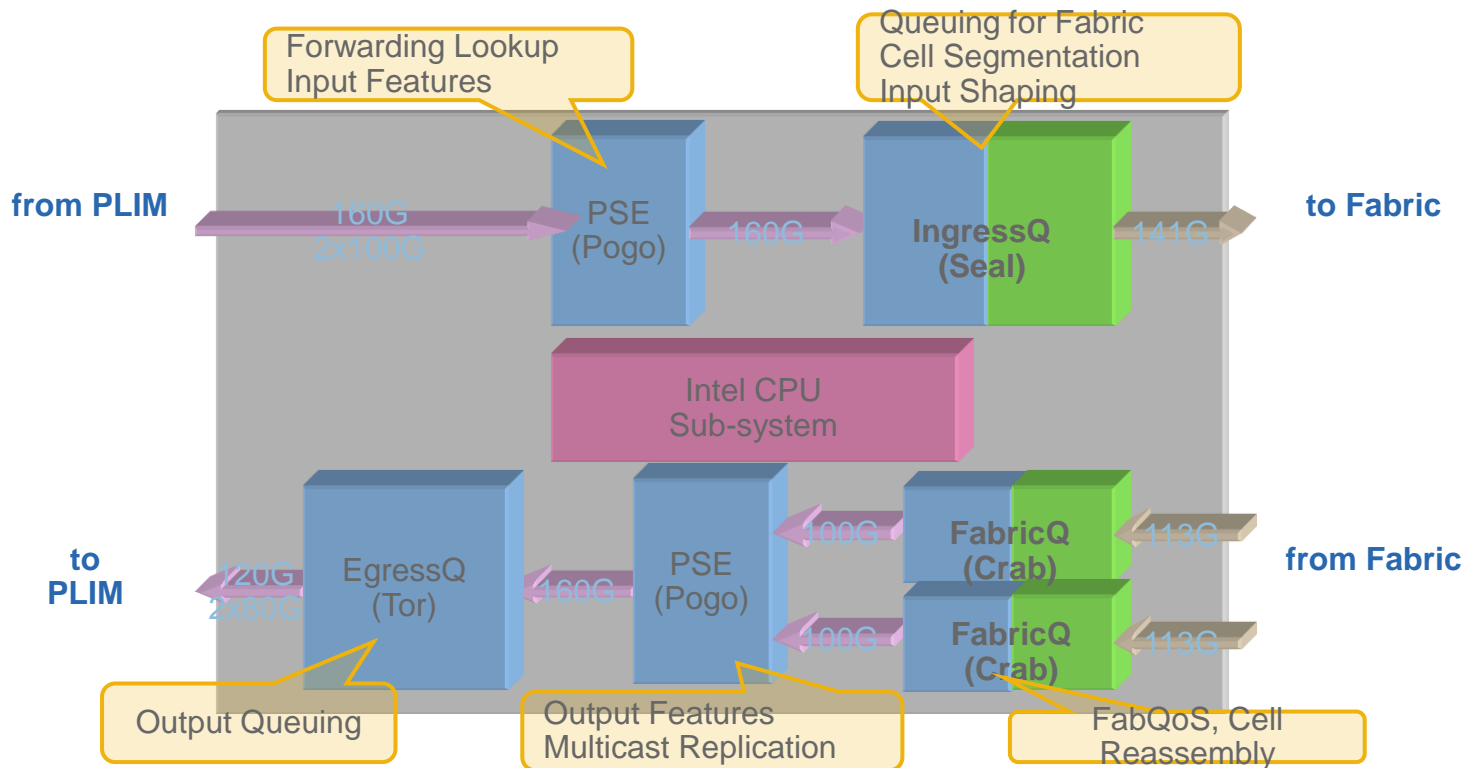 Forwarding Lookup
Input Features
Queuing for Fabric
Cell Segmentation
Input Shaping
from PLIM
160G
2x100G
PSE
(Pogo)
160G
IngressQ
(Seal)
141G
to Fabric
Intel CPU
Sub-system
to
PLIM
120G
2x80G
EgressQ
(Tor)
160G
PSE
(Pogo)
100G
100G
FabricQ
(Crab)
FabricQ
(Crab)
113G
113G
from Fabric
Output Queuing
Output Features
Multicast Replication
FabQoS, Cell
Reassembly